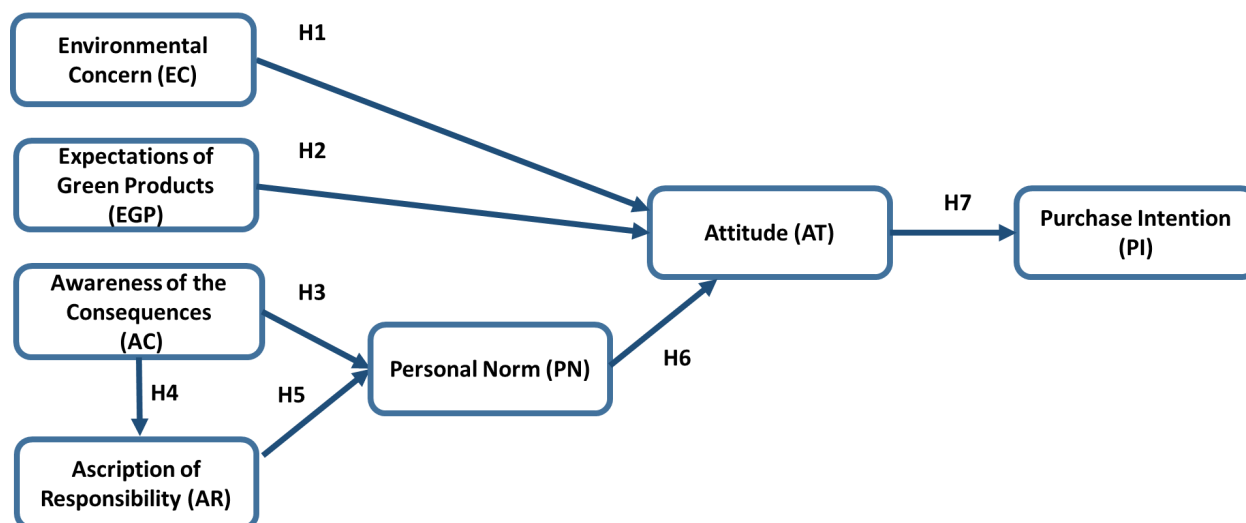 H1
Environmental
Concern (EC)
H2
Expectations of
Green Products
(EGP)
Attitude (AT)
H7
Purchase Intention
(PI)
Awareness of the
Consequences
(AC)
H3
Personal Norm (PN)
H6
H4
H5
Ascription of
Responsibility (AR)